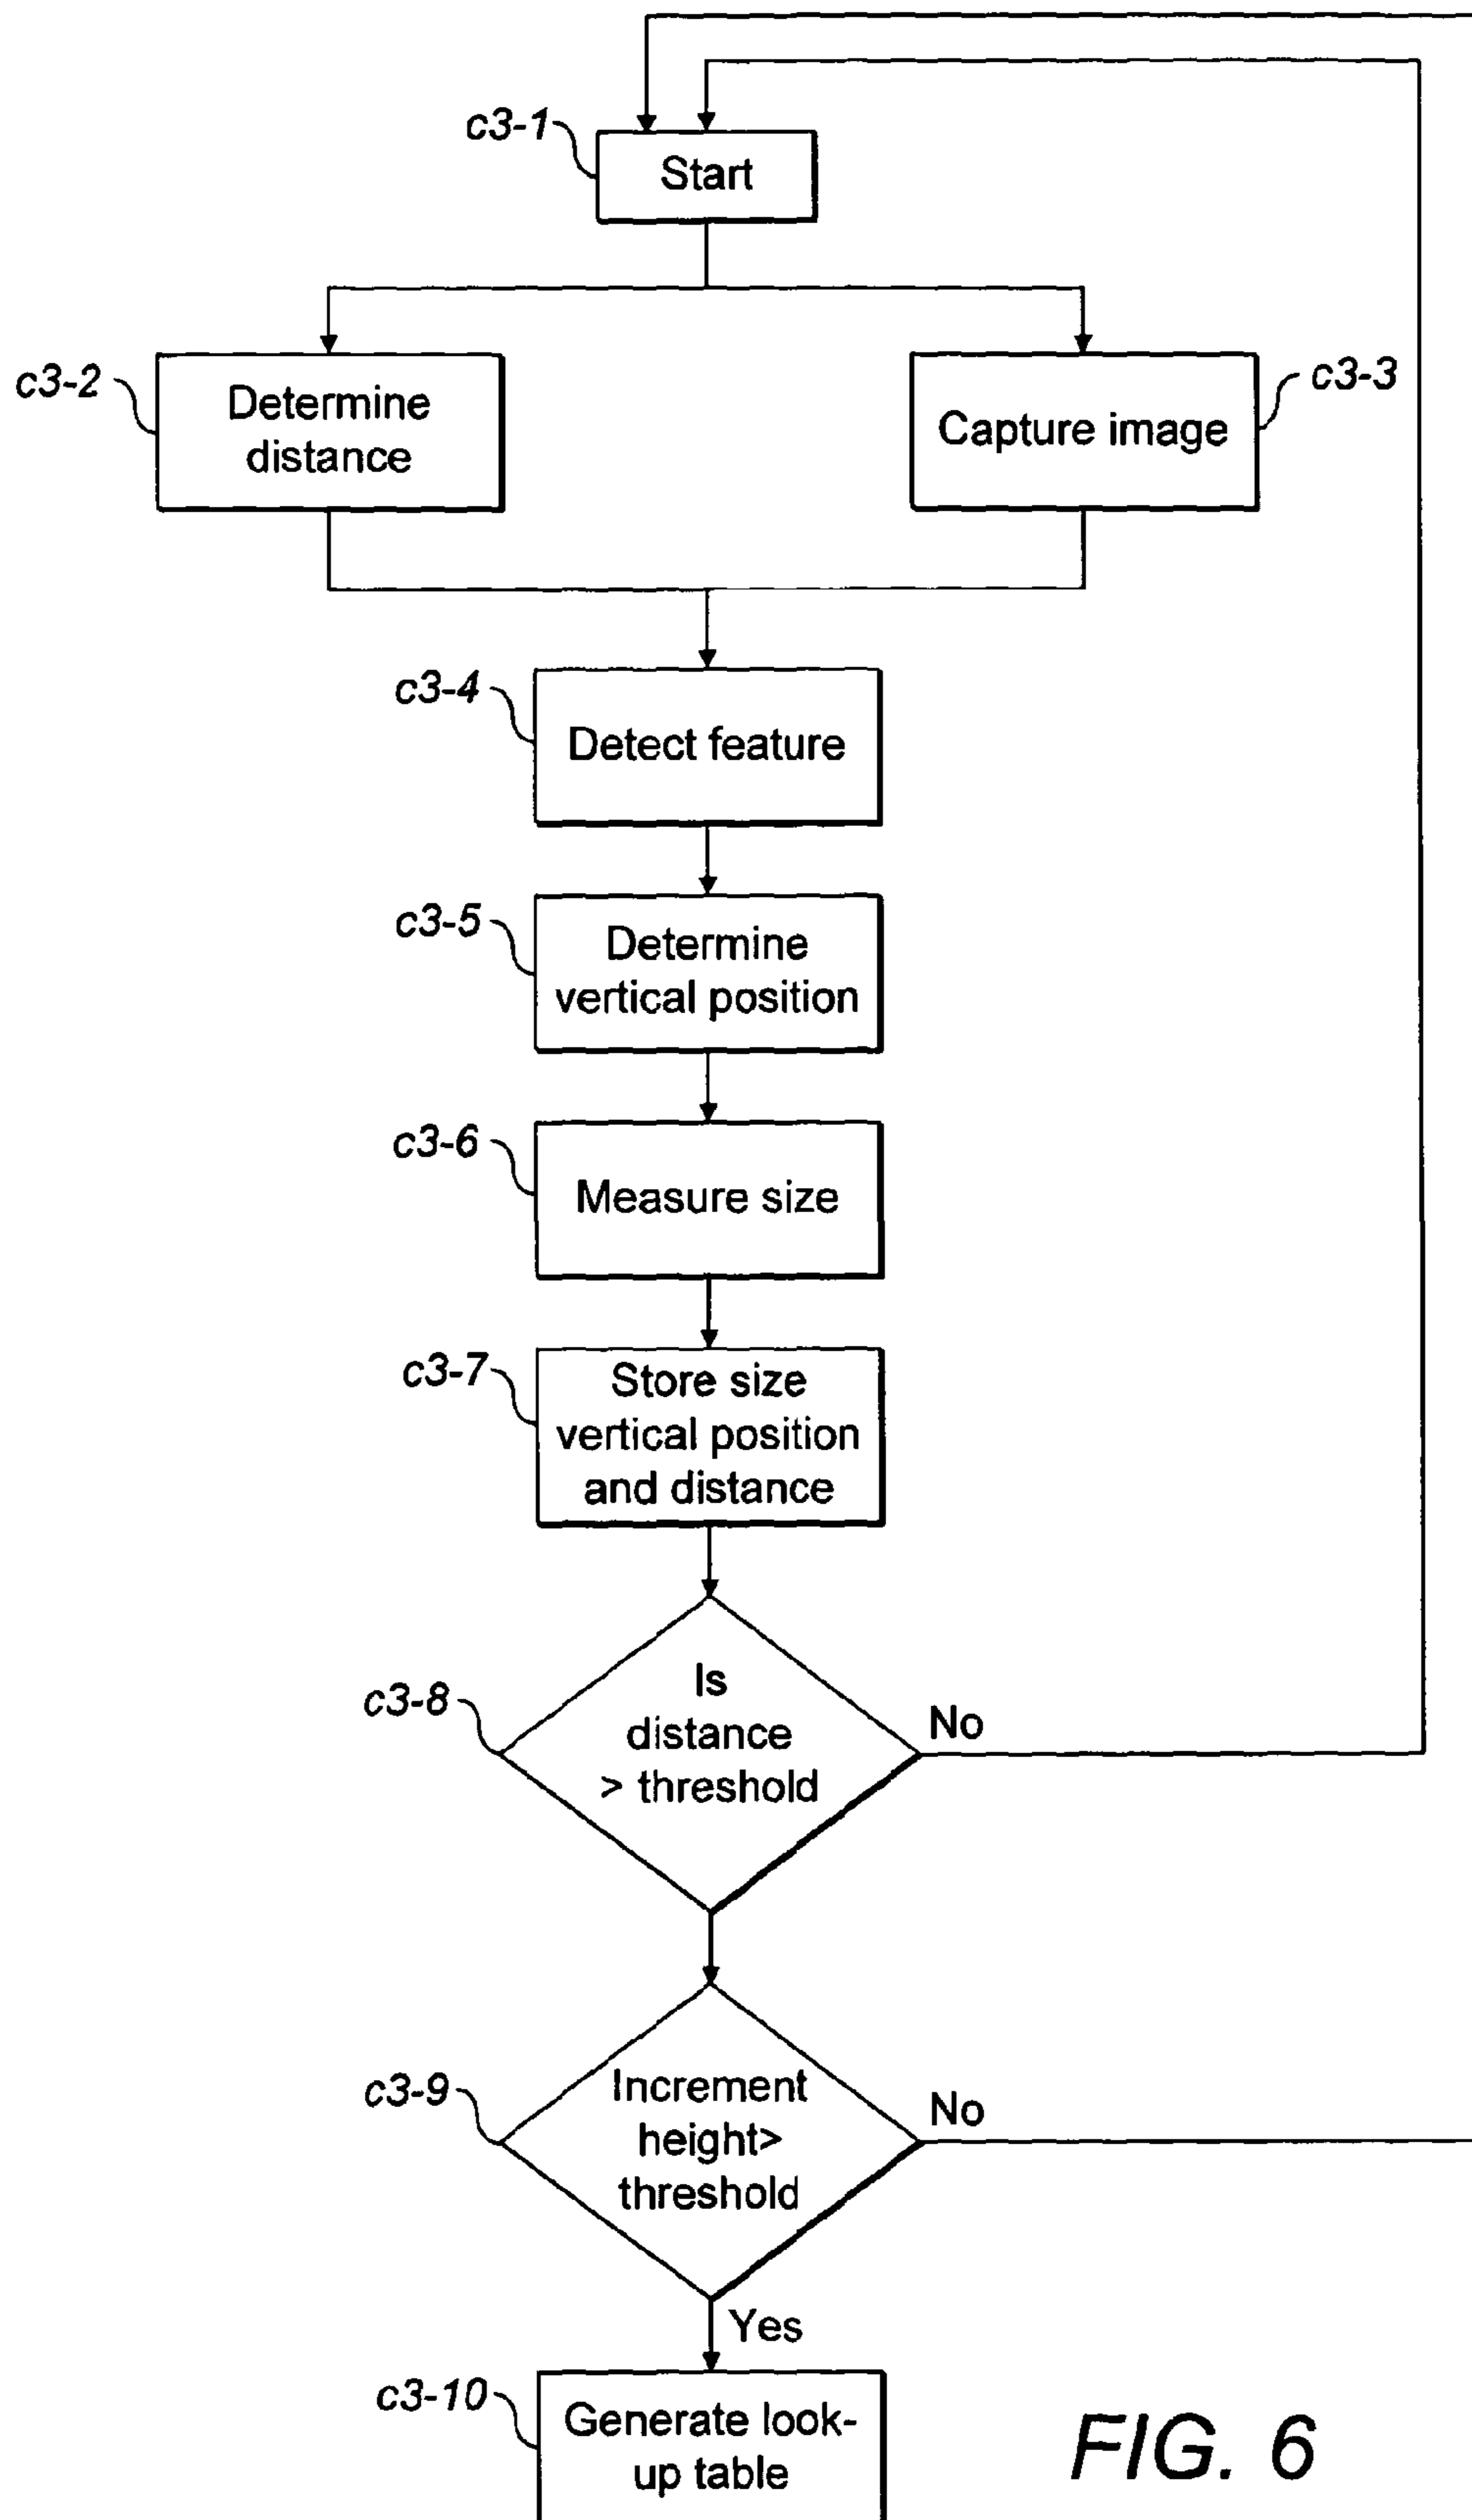 c3-1
Start
c3-2
Determine
distance
Capture image
c3-3
c3-4
Detect feature
c3-5
Determine
vertical position
c3-6
Measure size
c3-7
Store size
vertical position
and distance
c3-8
Is
distance
> threshold
No
c3-9
Increment
height>
threshold
No
Yes
c3-10
Generate look-
up table
FIG. 6